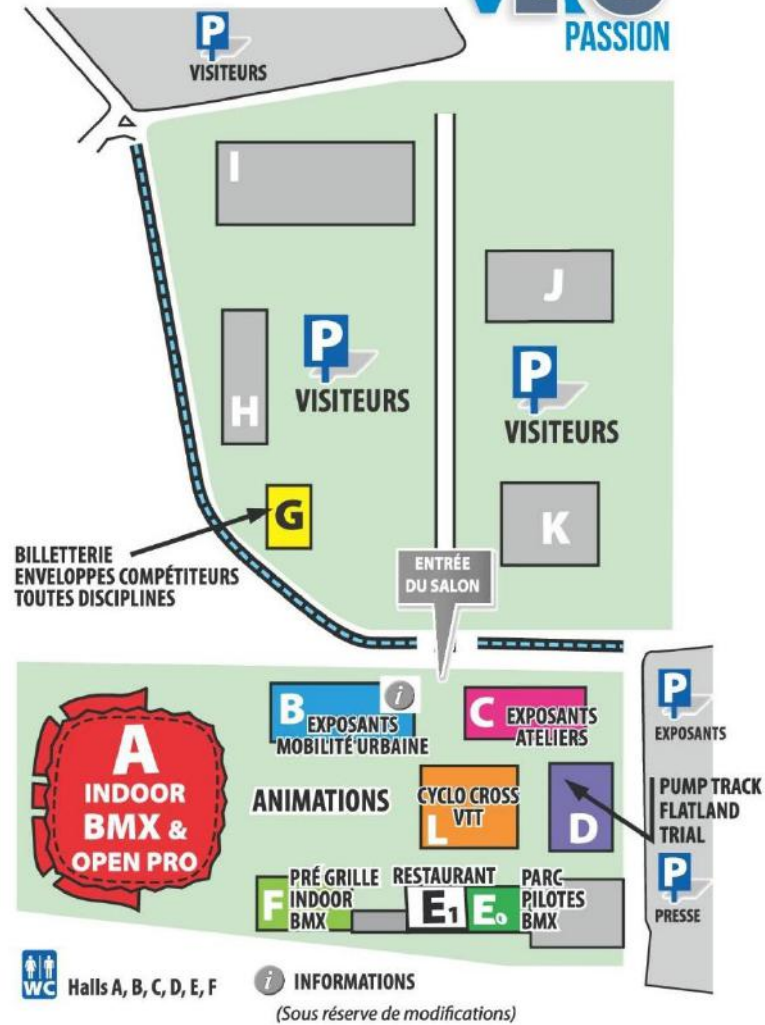 PASSION
P
VISITEURS
I
J
P
VISITEURS
P
VISITEURS
H
G
K
BILLETTERIE
ENVELOPPES COMPÉTITEURS
TOUTES DISCIPLINES
ENTRÉE
DU SALON
A
INDOOR
BMX &
OPEN PRO
B
i
EXPOSANTS
MOBILITÉ URBAINE
C
EXPOSANTS
ATELIERS
P
EXPOSANTS
ANIMATIONS
CYCLO CROSS
VTT
L
D
PUMP TRACK
FLATLAND
TRIAL
P
PRESSE
F
PRÉ GRILLE
INDOOR
BMX
RESTAURANT
E1
E0
PARC
PILOTES
BMX
WC
Halls A, B, C, D, E, F
i
INFORMATIONS
(Sous réserve de modifications)